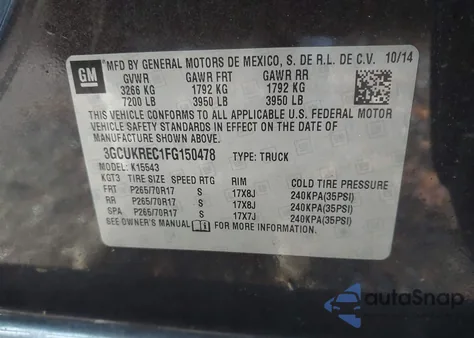 GM
MFD BY GENERAL MOTORS DE MEXICO, S. DE R.L. DE C.V. 10/14
GVWR GAWR FRT GAWR RR
3266 KG 1792 KG 1792 KG
7200 LB 3950 LB 3950 LB
THIS VEHICLE CONFORMS TO ALL APPLICABLE U.S. FEDERAL MOTOR
VEHICLE SAFETY STANDARDS IN EFFECT ON THE DATE OF
MANUFACTURE SHOWN ABOVE.
3GCUKREC1FG150478 TYPE: TRUCK
MODEL: K15543
KGT3 TIRE SIZE SPEED RTG RIM COLD TIRE PRESSURE
FRT P265/70R17 S 17X8J 240KPA(35PSI)
RR P265/70R17 S 17X8J 240KPA(35PSI)
SPA P265/70R17 S 17X7J 240KPA(35PSI)
SEE OWNER'S MANUAL FOR MORE INFORMATION.
autoSnap